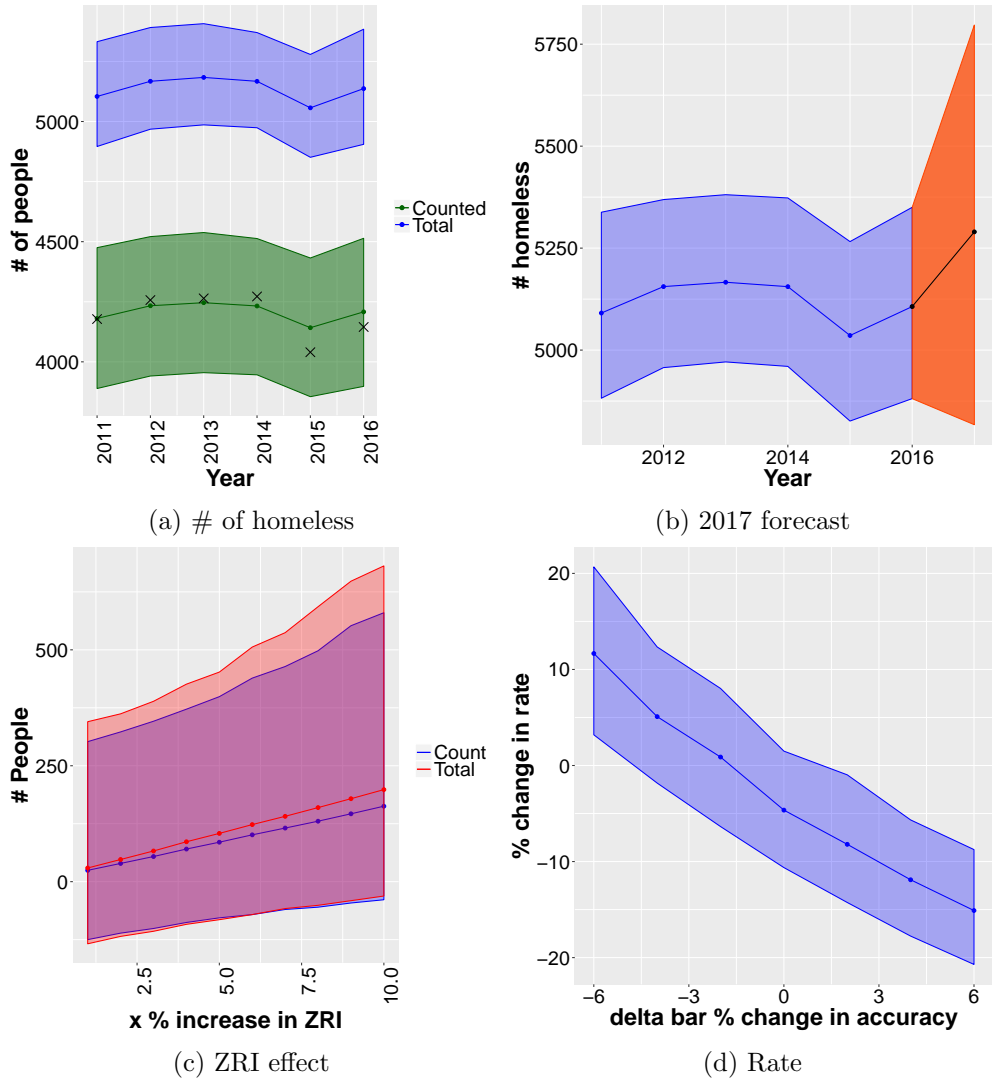 # of people
5000
4500
4000
2011
2012
2013
2014
2015
2016
Year
Counted
Total
(a) # of homeless
# homeless
5750
5500
5250
5000
2012
2014
2016
Year
(b) 2017 forecast
# People
500
250
0
2.5
5.0
7.5
10.0
x % increase in ZRI
Count
Total
(c) ZRI effect
% change in rate
20
10
0
−10
−20
−6
−3
0
3
6
delta bar % change in accuracy
(d) Rate